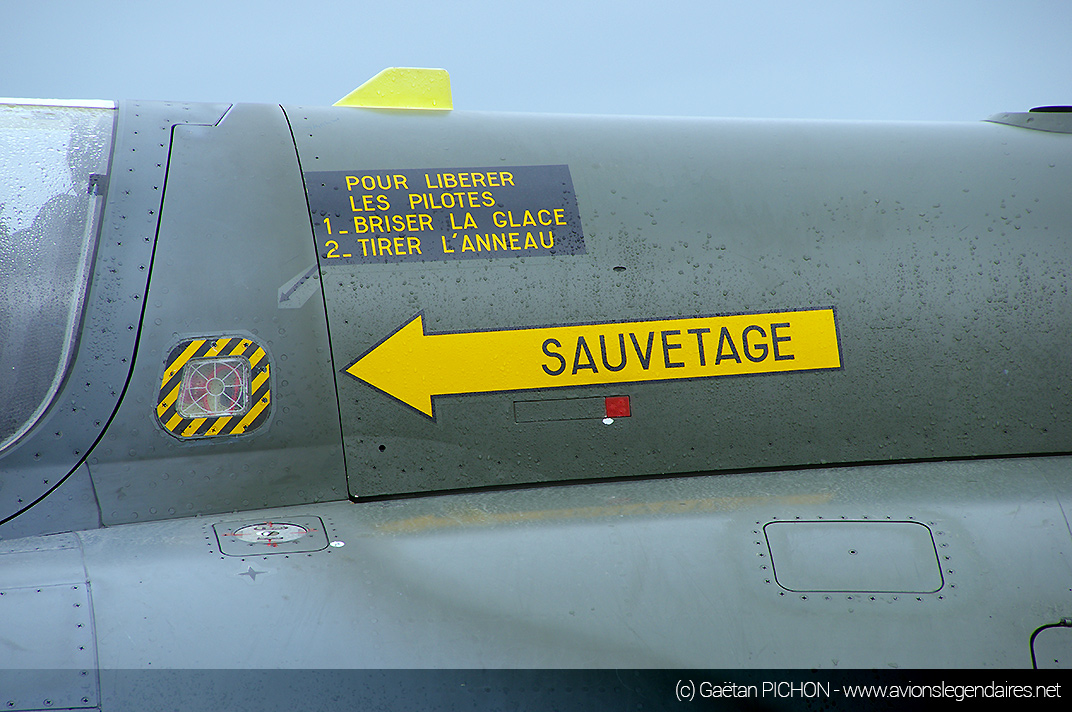 POUR LIBERER
LES PILOTES
1_ BRISER LA GLACE
2_ TIRER L'ANNEAU
SAUVETAGE
(c) Gaëtan PICHON - www.avionslegendaires.net